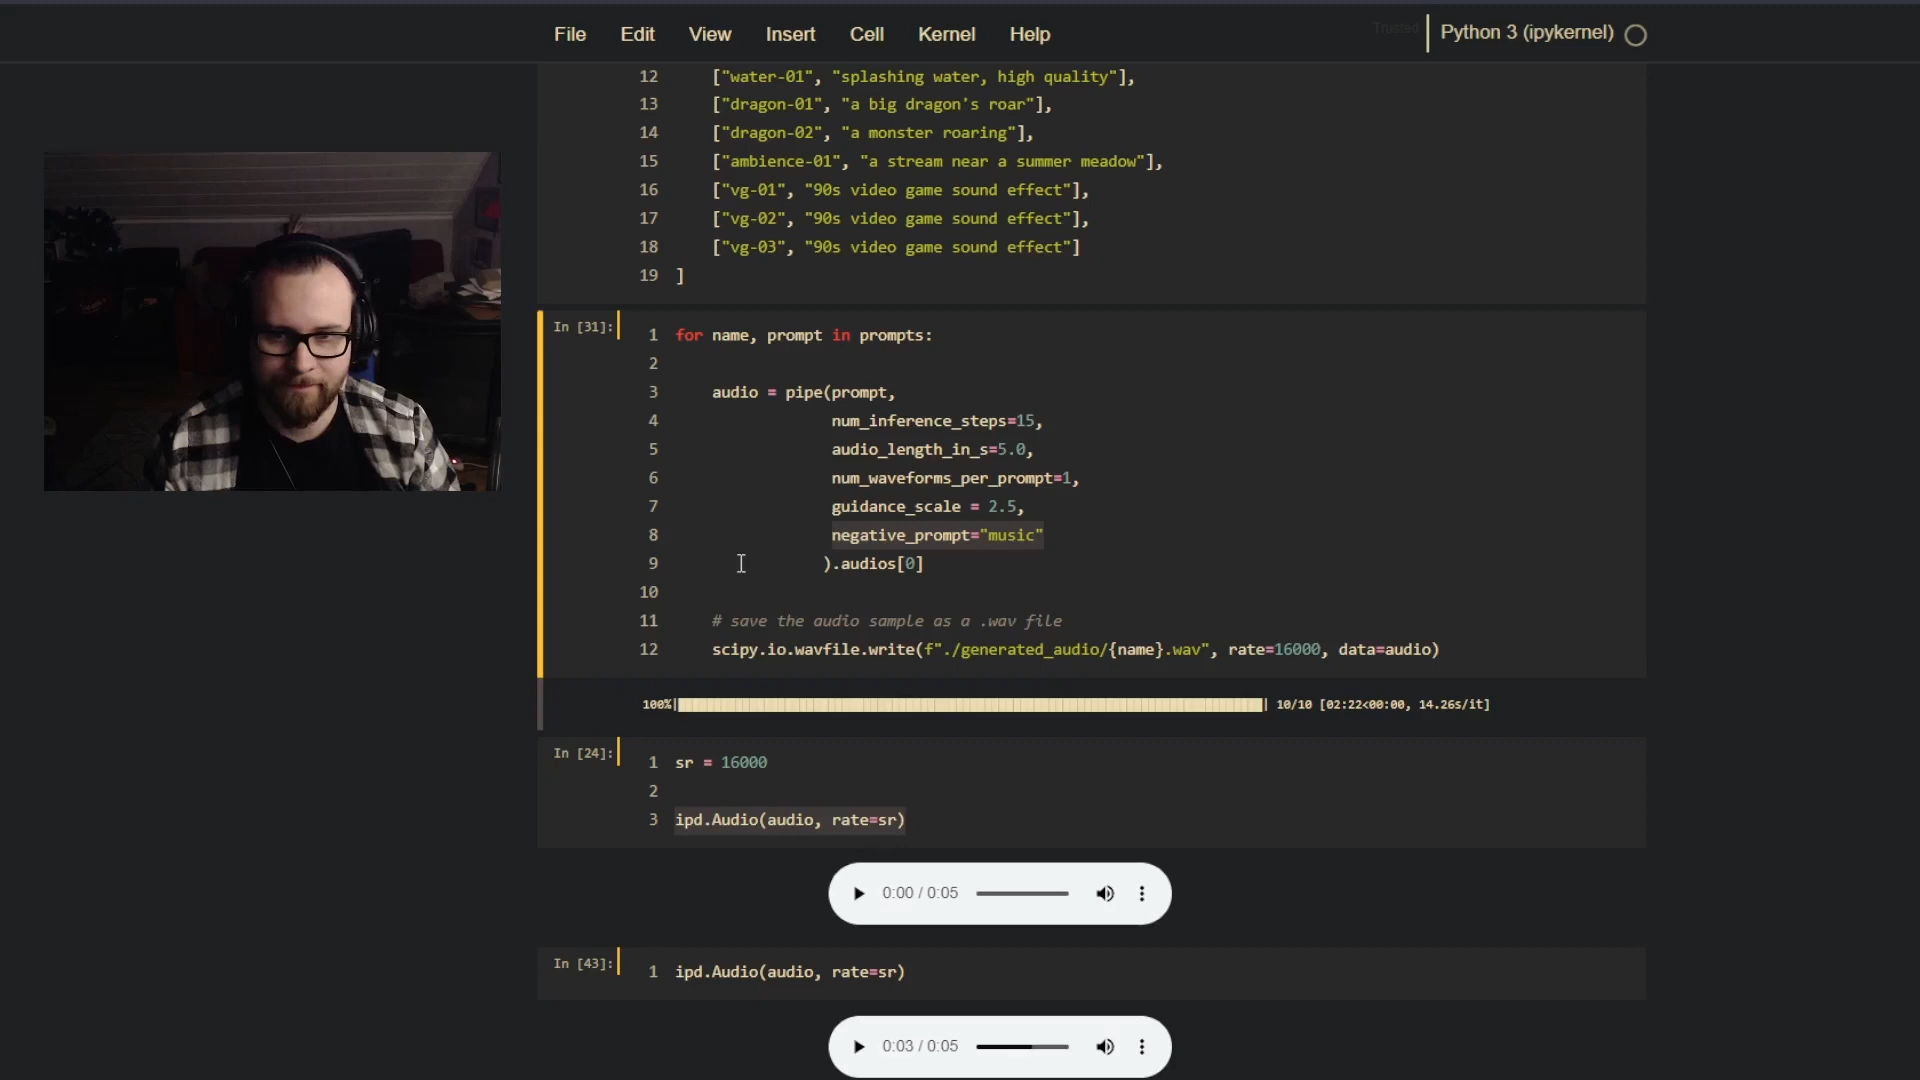 File Edit View Insert Cell Kernel Help Trusted Python 3 (ipykernel)
12 ["water-01", "splashing water, high quality"],
13 ["dragon-01", "a big dragon's roar"],
14 ["dragon-02", "a monster roaring"],
15 ["ambience-01", "a stream near a summer meadow"],
16 ["vg-01", "90s video game sound effect"],
17 ["vg-02", "90s video game sound effect"],
18 ["vg-03", "90s video game sound effect"]
19 ]
In [31]: 1 for name, prompt in prompts:
2
3 audio = pipe(prompt,
4 num_inference_steps=15,
5 audio_length_in_s=5.0,
6 num_waveforms_per_prompt=1,
7 guidance_scale = 2.5,
8 negative_prompt="music"
9 ).audios[0]
10
11 # save the audio sample as a .wav file
12 scipy.io.wavfile.write(f"./generated_audio/{name}.wav", rate=16000, data=audio)
100%| | 10/10 [02:22<00:00, 14.26s/it]
In [24]: 1 sr = 16000
2
3 ipd.Audio(audio, rate=sr)
0:00 / 0:05
In [43]: 1 ipd.Audio(audio, rate=sr)
0:03 / 0:05